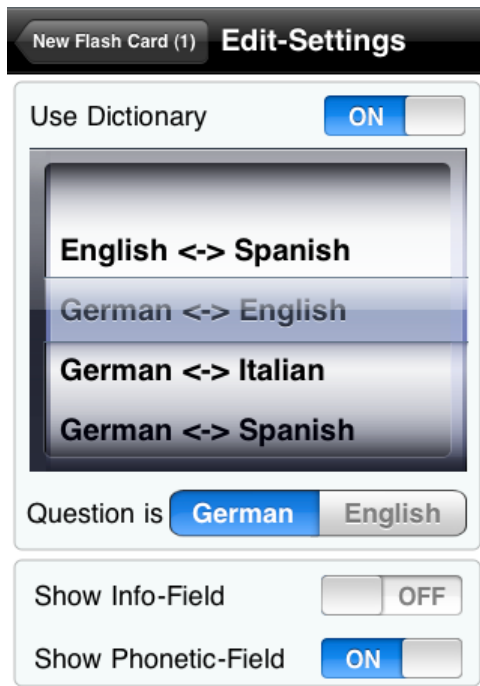 New Flash Card (1) Edit-Settings
Use Dictionary ON
English <-> Spanish
German <-> English
German <-> Italian
German <-> Spanish
Question is German English
Show Info-Field OFF
Show Phonetic-Field ON